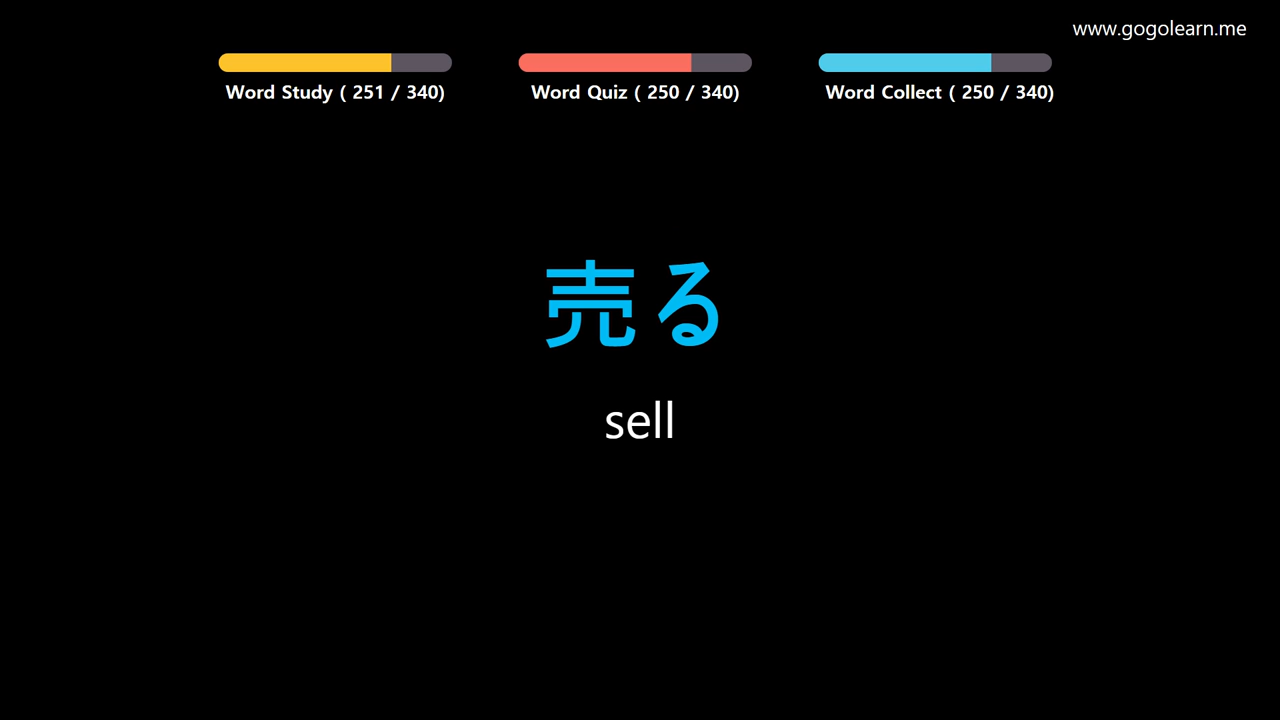 www.gogolearn.me
Word Study ( 251 / 340)
Word Quiz ( 250 / 340)
Word Collect ( 250 / 340)
売る
sell